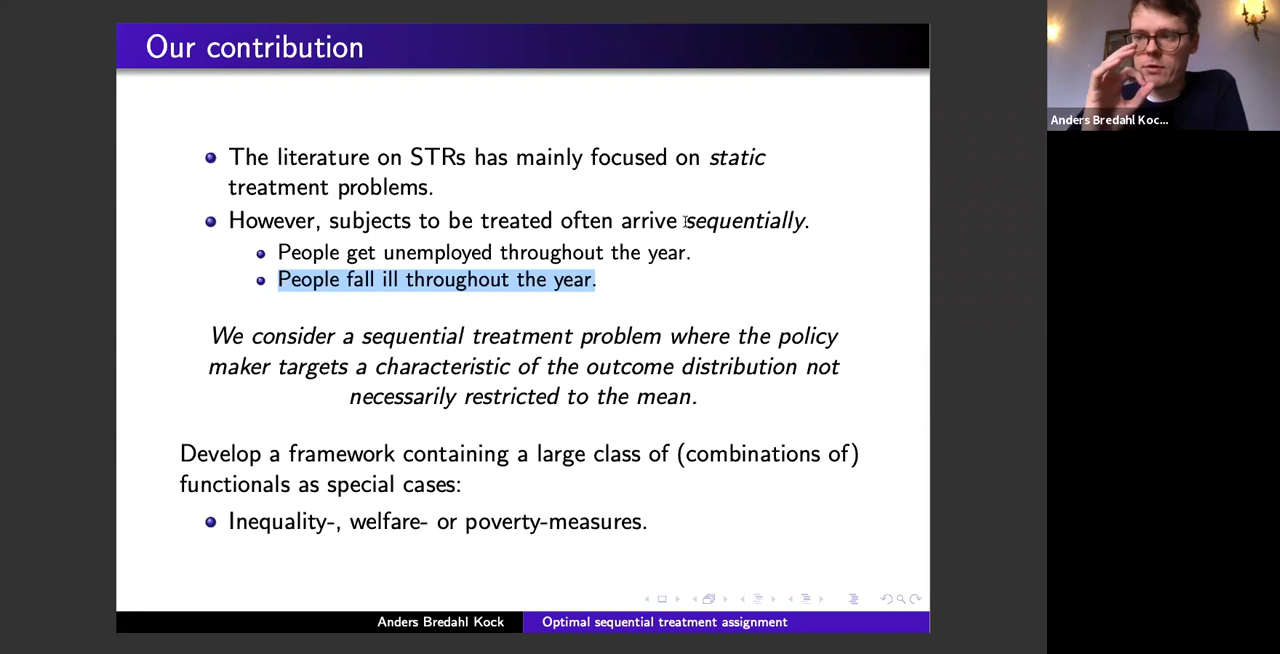 Our contribution
The literature on STRs has mainly focused on static
treatment problems.
However, subjects to be treated often arrive sequentially.
People get unemployed throughout the year.
People fall ill throughout the year.
We consider a sequential treatment problem where the policy
maker targets a characteristic of the outcome distribution not
necessarily restricted to the mean.
Develop a framework containing a large class of (combinations of)
functionals as special cases:
Inequality-, welfare- or poverty-measures.
Anders Bredahl Kock
Optimal sequential treatment assignment
Anders Bredahl Koc...